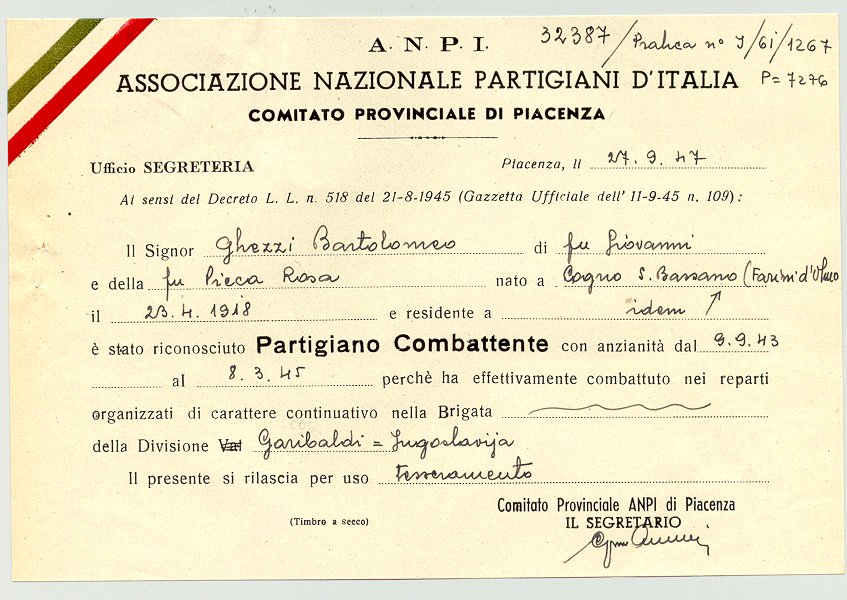 A. N. P. I.
32387 / Pratica n° J/61/1267
ASSOCIAZIONE NAZIONALE PARTIGIANI D'ITALIA
P = 7276
COMITATO PROVINCIALE DI PIACENZA
Ufficio SEGRETERIA
Piacenza, li 27.9.47
Ai sensi del Decreto L. L. n. 518 del 21-8-1945 (Gazzetta Ufficiale dell' 11-9-45 n. 109):
Il Signor Ghezzi Bartolomeo di fu Giovanni
e della fu Picca Rosa nato a Cogno S. Bassano (Farini d'Olmo
il 23.4.1918 e residente a idem ↑
è stato riconosciuto Partigiano Combattente con anzianità dal 9.9.43
al 8.3.45 perchè ha effettivamente combattuto nei reparti
organizzati di carattere continuativo nella Brigata
della Divisione Val Garibaldi = Jugoslavija
Il presente si rilascia per uso tesseramento
Comitato Provinciale ANPI di Piacenza
(Timbro a secco)
IL SEGRETARIO